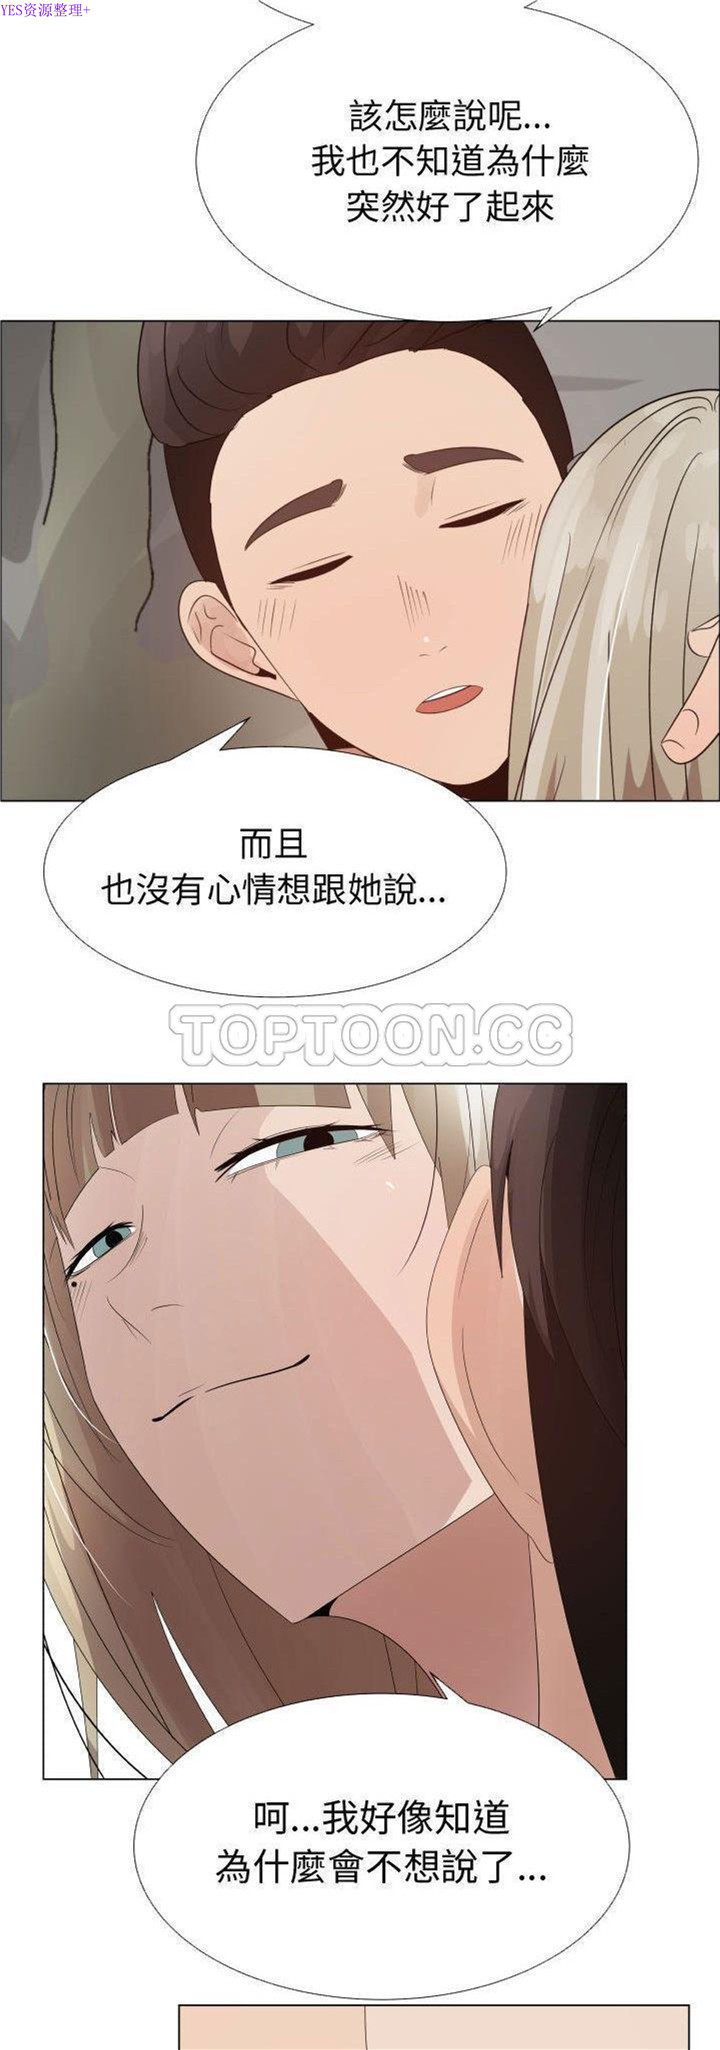 YES资源整理+
該怎麼說呢...
我也不知道為什麼
突然好了起來
而且
也沒有心情想跟她說...
TOPTOON.CC
呵...我好像知道
為什麼會不想說了...